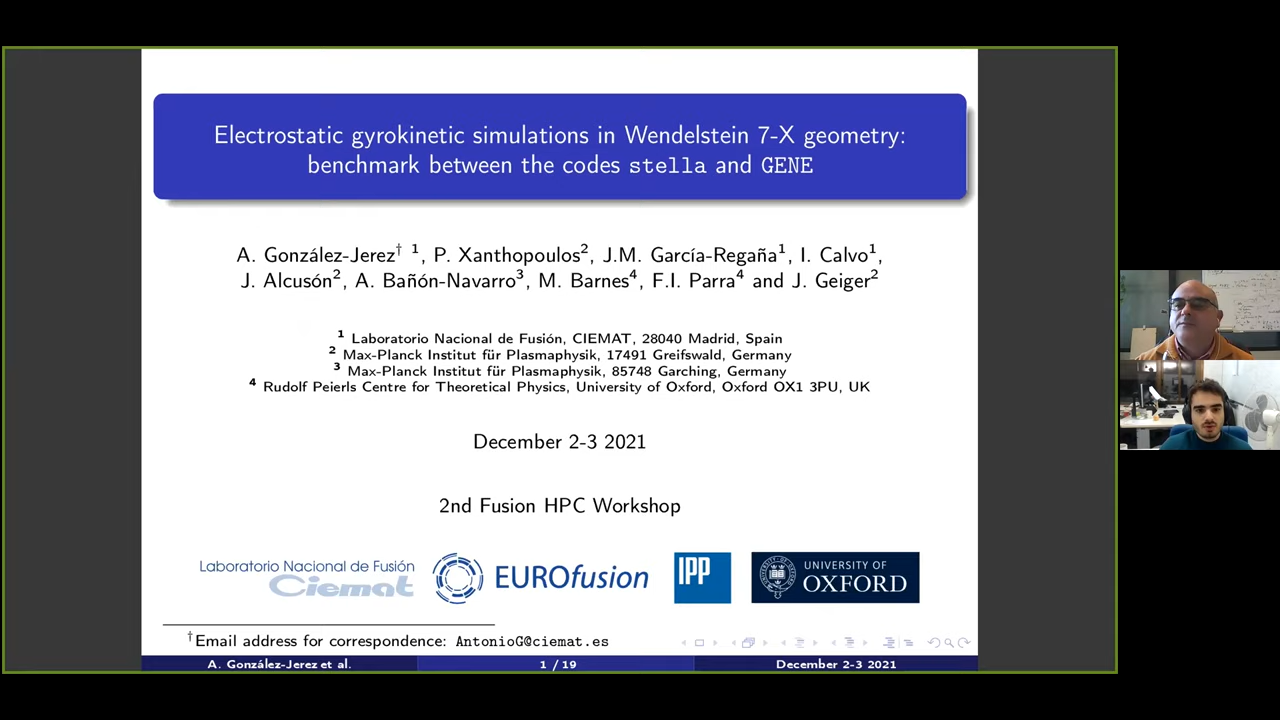 Electrostatic gyrokinetic simulations in Wendelstein 7-X geometry:
benchmark between the codes stella and GENE
A. González-Jerez† 1, P. Xanthopoulos2, J.M. García-Regaña1, I. Calvo1,
J. Alcusón2, A. Bañón-Navarro3, M. Barnes4, F.I. Parra4 and J. Geiger2
1 Laboratorio Nacional de Fusión, CIEMAT, 28040 Madrid, Spain
2 Max-Planck Institut für Plasmaphysik, 17491 Greifswald, Germany
3 Max-Planck Institut für Plasmaphysik, 85748 Garching, Germany
4 Rudolf Peierls Centre for Theoretical Physics, University of Oxford, Oxford OX1 3PU, UK
December 2-3 2021
2nd Fusion HPC Workshop
Laboratorio Nacional de Fusión
Ciemat
EUROfusion
IPP
UNIVERSITY OF
OXFORD
†Email address for correspondence: AntonioG@ciemat.es
A. González-Jerez et al.
1 / 19
December 2-3 2021